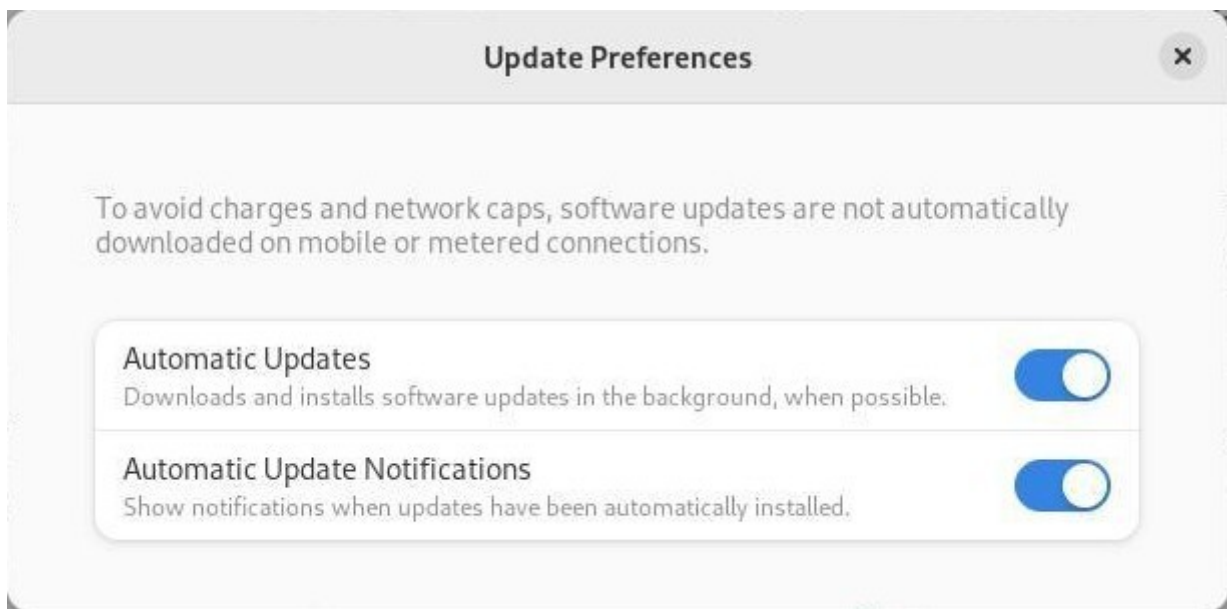 Update Preferences
To avoid charges and network caps, software updates are not automatically
downloaded on mobile or metered connections.
Automatic Updates
Downloads and installs software updates in the background, when possible.
Automatic Update Notifications
Show notifications when updates have been automatically installed.